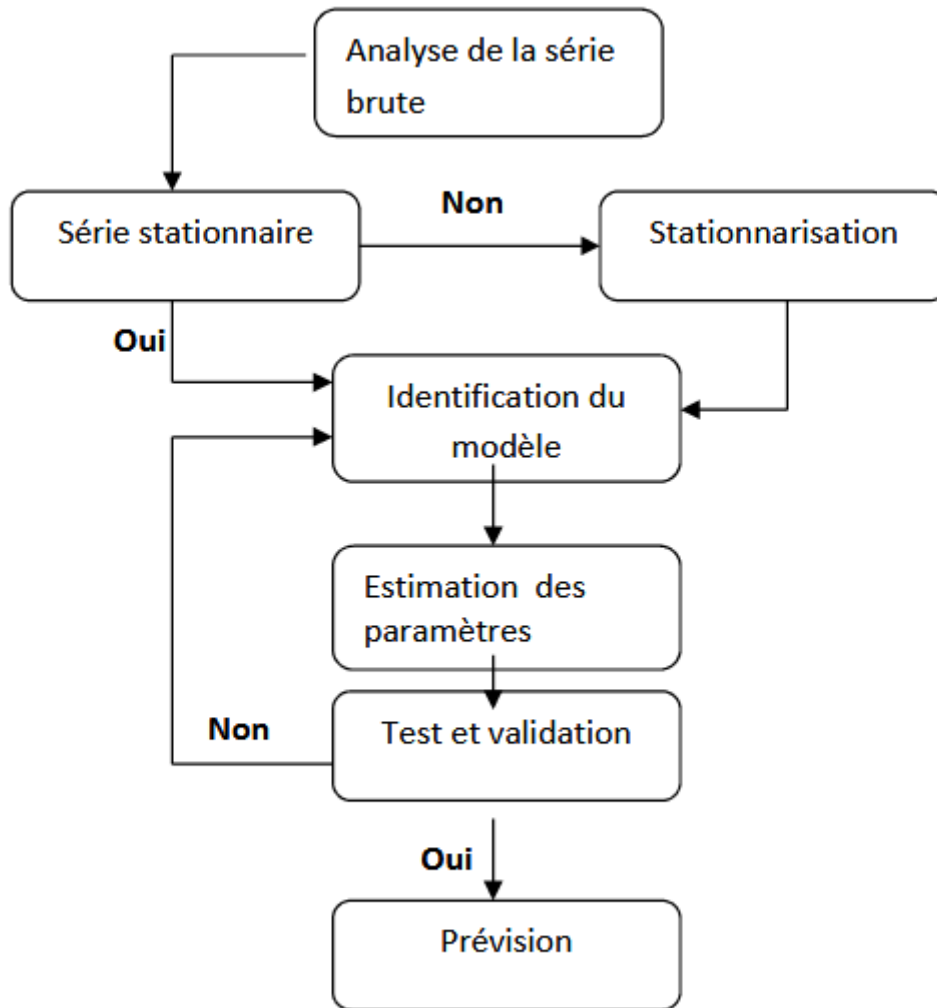 Analyse de la série
brute
Non
Série stationnaire
Stationnarisation
Oui
Identification du
modèle
Estimation  des
paramètres
Non
Test et validation
Oui
Prévision